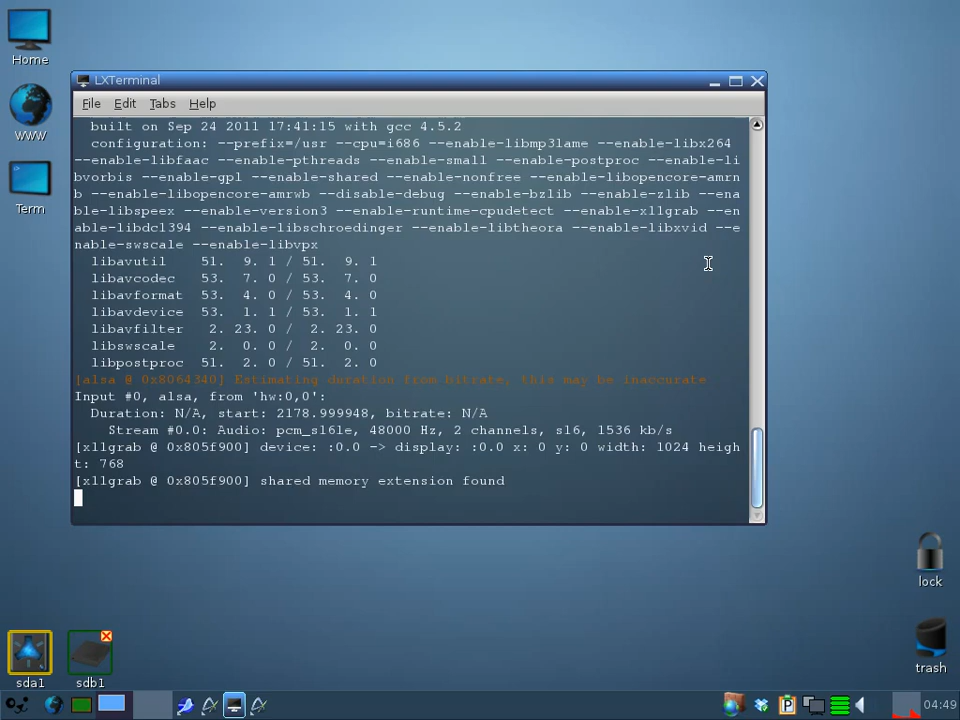 Home
WWW
Term
LXTerminal
File Edit Tabs Help
built on Sep 24 2011 17:41:15 with gcc 4.5.2
configuration: --prefix=/usr --cpu=i686 --enable-libmp3lame --enable-libx264
--enable-libfaac --enable-pthreads --enable-small --enable-postproc --enable-li
bvorbis --enable-gpl --enable-shared --enable-nonfree --enable-libopencore-amrn
b --enable-libopencore-amrwb --disable-debug --enable-bzlib --enable-zlib --ena
ble-libspeex --enable-version3 --enable-runtime-cpudetect --enable-x11grab --en
able-libdc1394 --enable-libschroedinger --enable-libtheora --enable-libxvid --e
nable-swscale --enable-libvpx
libavutil 51. 9. 1 / 51. 9. 1
libavcodec 53. 7. 0 / 53. 7. 0
libavformat 53. 4. 0 / 53. 4. 0
libavdevice 53. 1. 1 / 53. 1. 1
libavfilter 2. 23. 0 / 2. 23. 0
libswscale 2. 0. 0 / 2. 0. 0
libpostproc 51. 2. 0 / 51. 2. 0
[alsa @ 0x8064340] Estimating duration from bitrate, this may be inaccurate
Input #0, alsa, from 'hw:0,0':
Duration: N/A, start: 2178.999948, bitrate: N/A
Stream #0.0: Audio: pcm_s16le, 48000 Hz, 2 channels, s16, 1536 kb/s
[x11grab @ 0x805f900] device: :0.0 -> display: :0.0 x: 0 y: 0 width: 1024 heigh
t: 768
[x11grab @ 0x805f900] shared memory extension found
lock
trash
sda1
sdb1
04:49